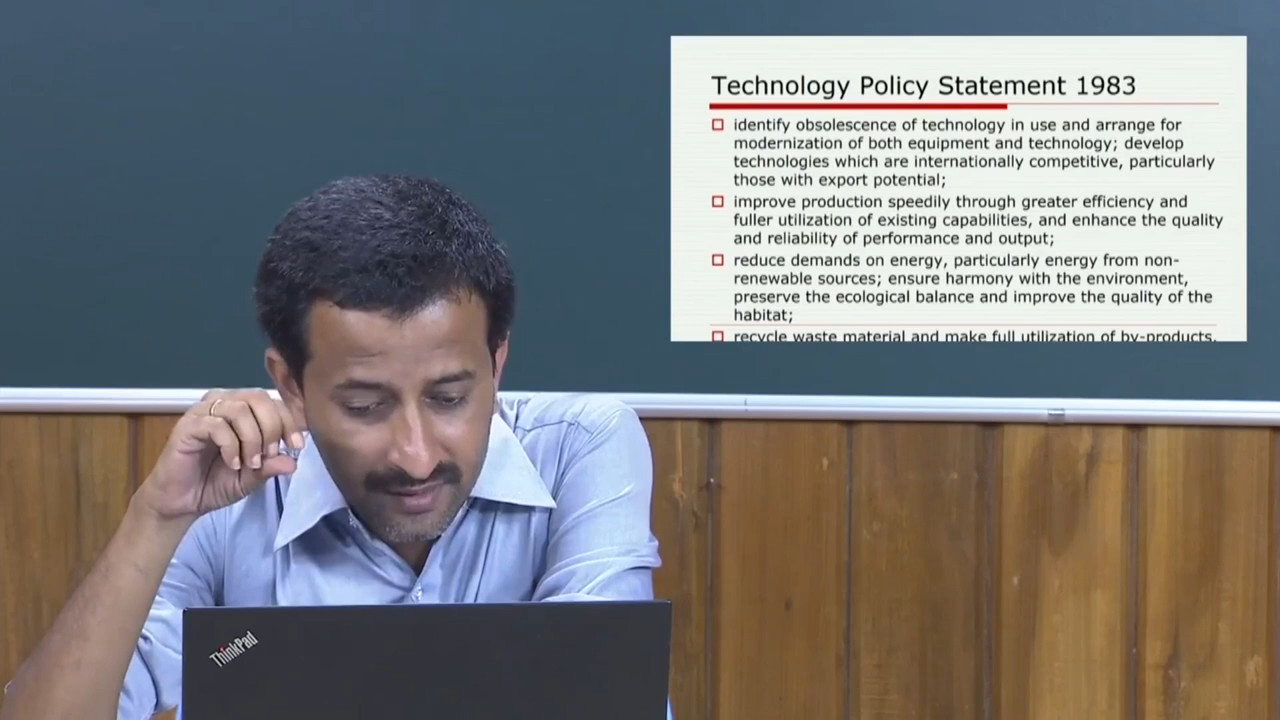 Technology Policy Statement 1983
identify obsolescence of technology in use and arrange for
modernization of both equipment and technology; develop
technologies which are internationally competitive, particularly
those with export potential;
improve production speedily through greater efficiency and
fuller utilization of existing capabilities, and enhance the quality
and reliability of performance and output;
reduce demands on energy, particularly energy from non-
renewable sources; ensure harmony with the environment,
preserve the ecological balance and improve the quality of the
habitat;
recycle waste material and make full utilization of by-products.
ThinkPad